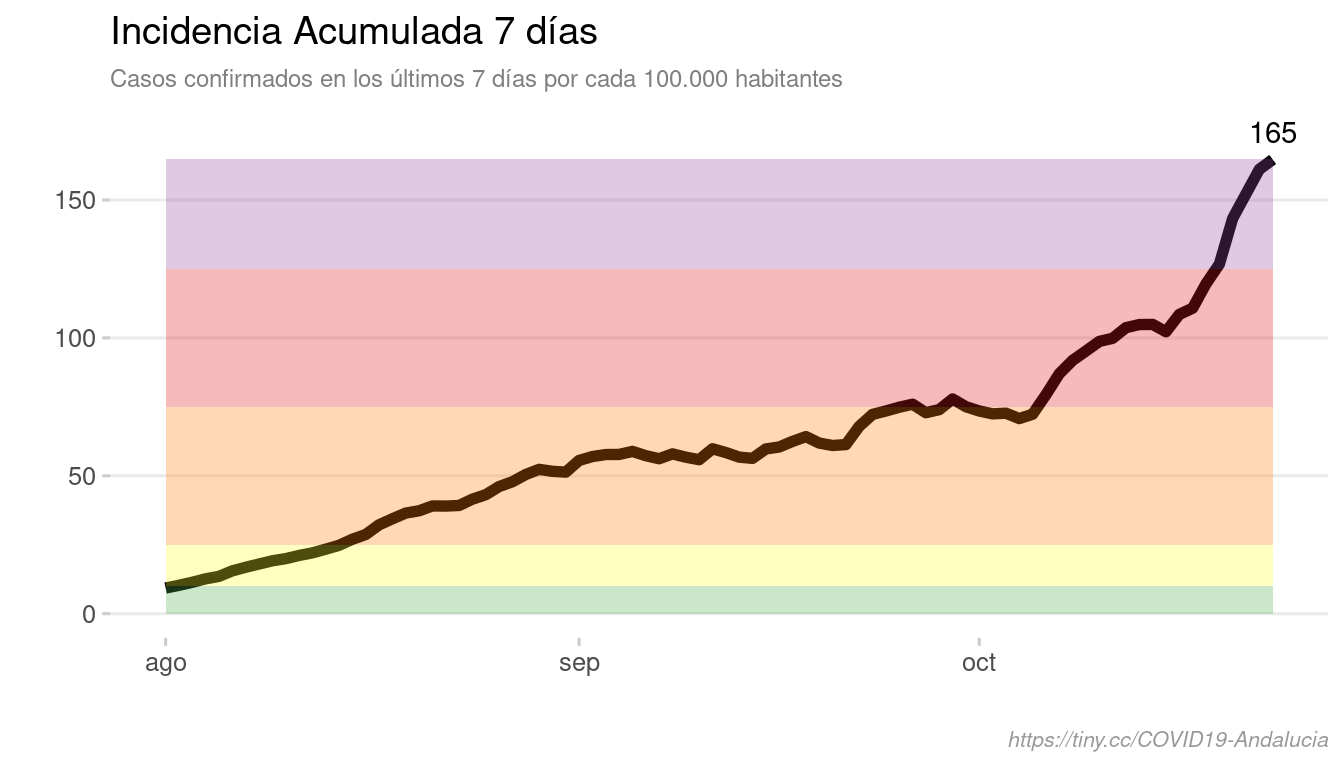 Incidencia Acumulada 7 días
Casos confirmados en los últimos 7 días por cada 100.000 habitantes
165
150
100
50
0
ago sep oct
https://tiny.cc/COVID19-Andalucia